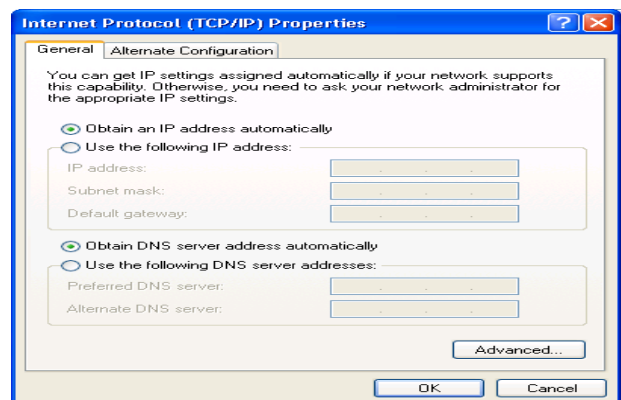 Internet Protocol (TCP/IP) Properties
General
Alternate Configuration
You can get IP settings assigned automatically if your network supports
this capability. Otherwise, you need to ask your network administrator for
the appropriate IP settings.
Obtain an IP address automatically
Use the following IP address:
IP address:
Subnet mask:
Default gateway:
Obtain DNS server address automatically
Use the following DNS server addresses:
Preferred DNS server:
Alternate DNS server:
Advanced...
OK
Cancel